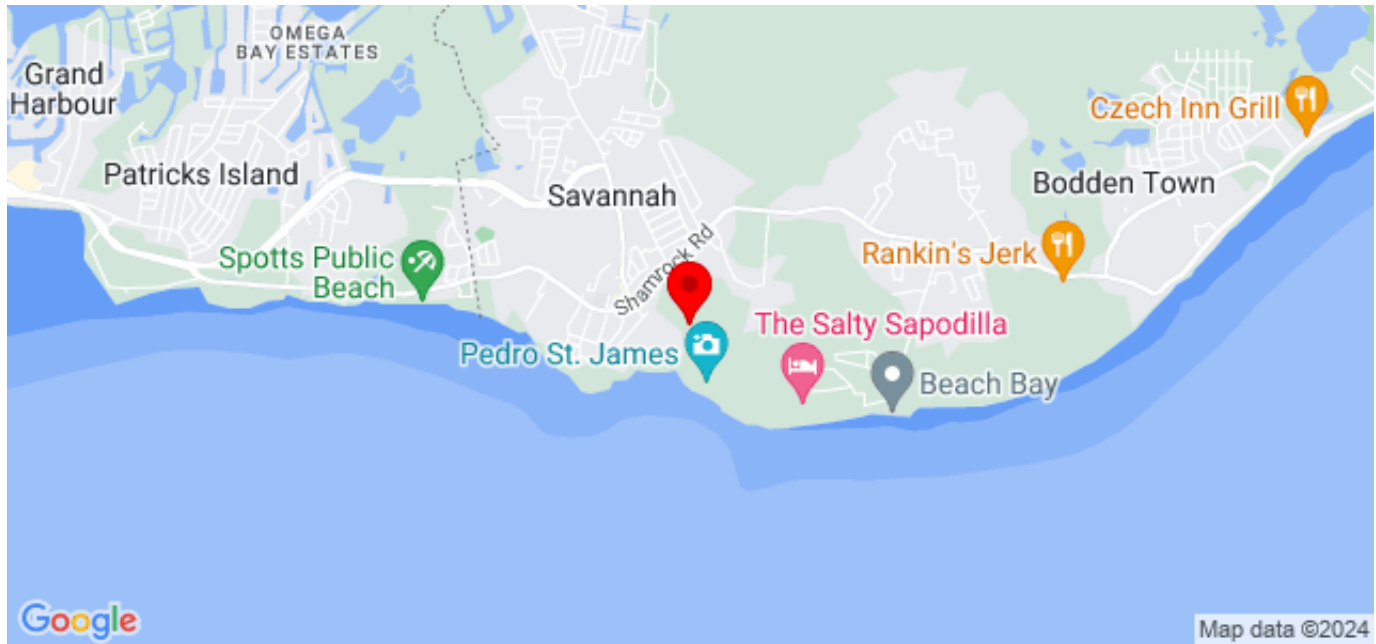 OMEGA
BAY ESTATES
Grand
Harbour
Czech Inn Grill
Patricks Island
Savannah
Bodden Town
Spotts Public
Beach
Shamrock Rd
Rankin's Jerk
The Salty Sapodilla
Pedro St. James
Beach Bay
Google
Map data ©2024